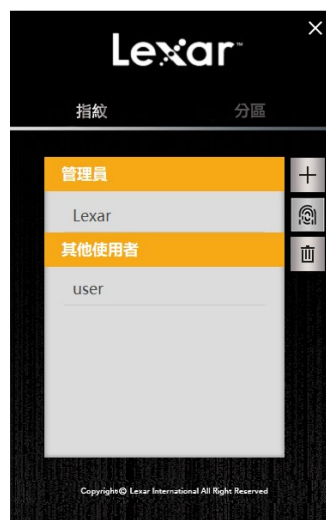 Lexar™
指紋 分區
管理員
Lexar
其他使用者
user
Copyright© Lexar International All Right Reserved